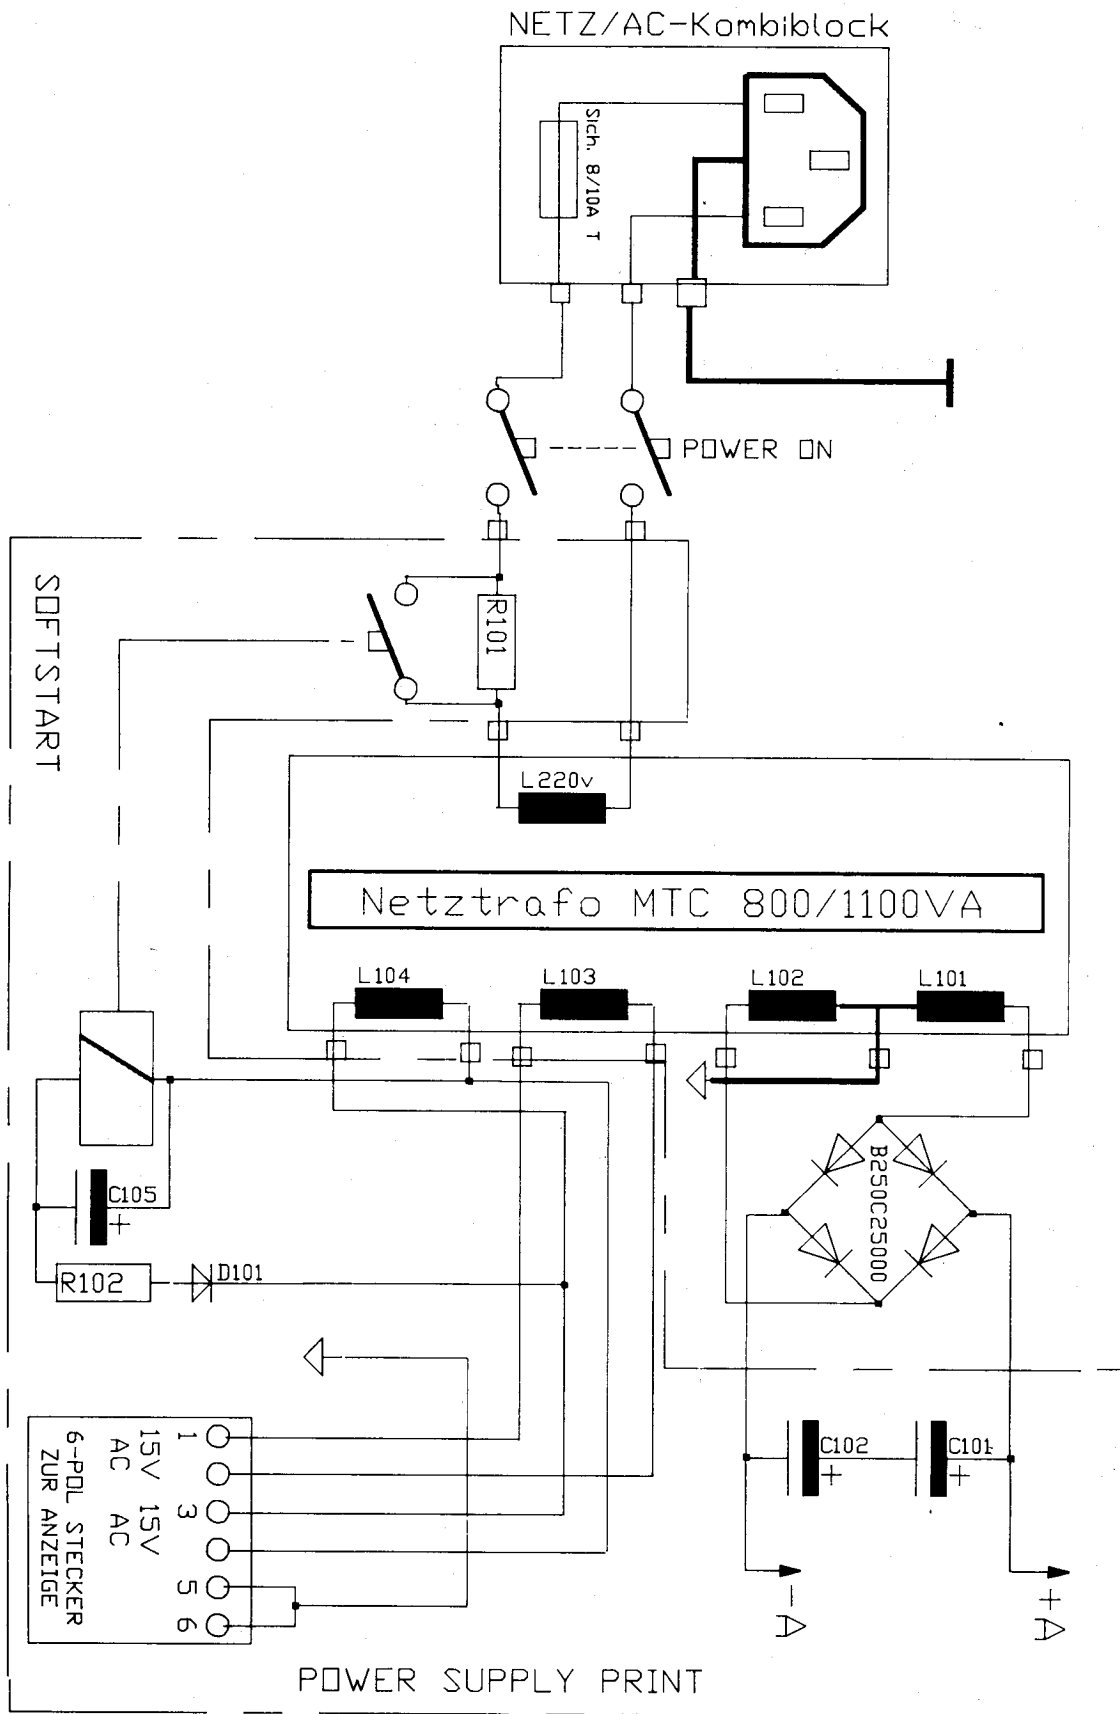 NETZ/AC-Kombiblock
Sich. 8/10A T
POWER ON
SOFTSTART
R101
L220v
Netztrafo MTC 800/1100VA
L104
L103
L102
L101
B250C25000
C105
+
R102
D101
C102
+
C101
+
1
15V
AC
3
15V
AC
5
6
6-POL STECKER
ZUR ANZEIGE
-A
+A
POWER SUPPLY PRINT